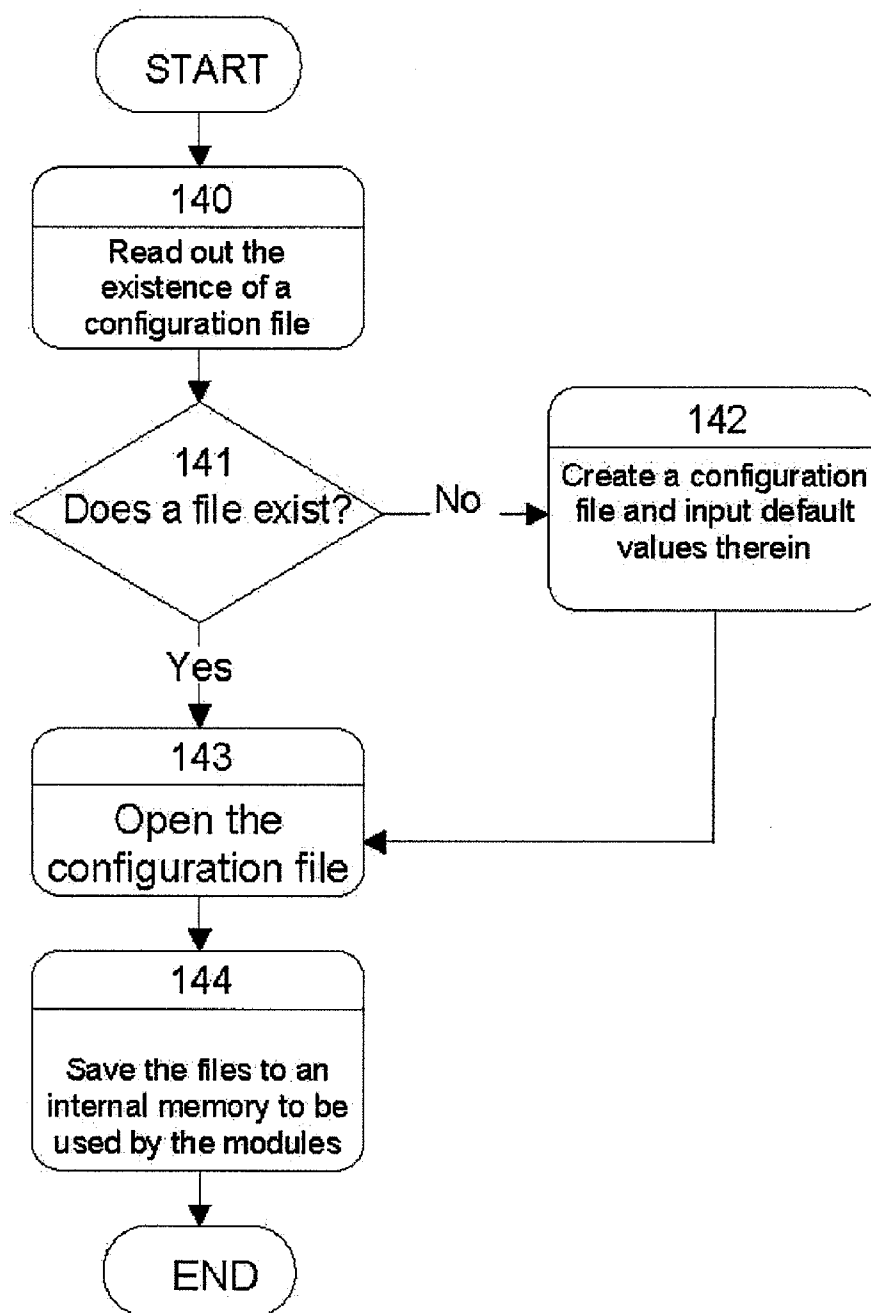 START
140
Read out the
existence of a
configuration file
141
Does a file exist?
No
142
Create a configuration
file and input default
values therein
Yes
143
Open the
configuration file
144
Save the files to an
internal memory to be
used by the modules
END